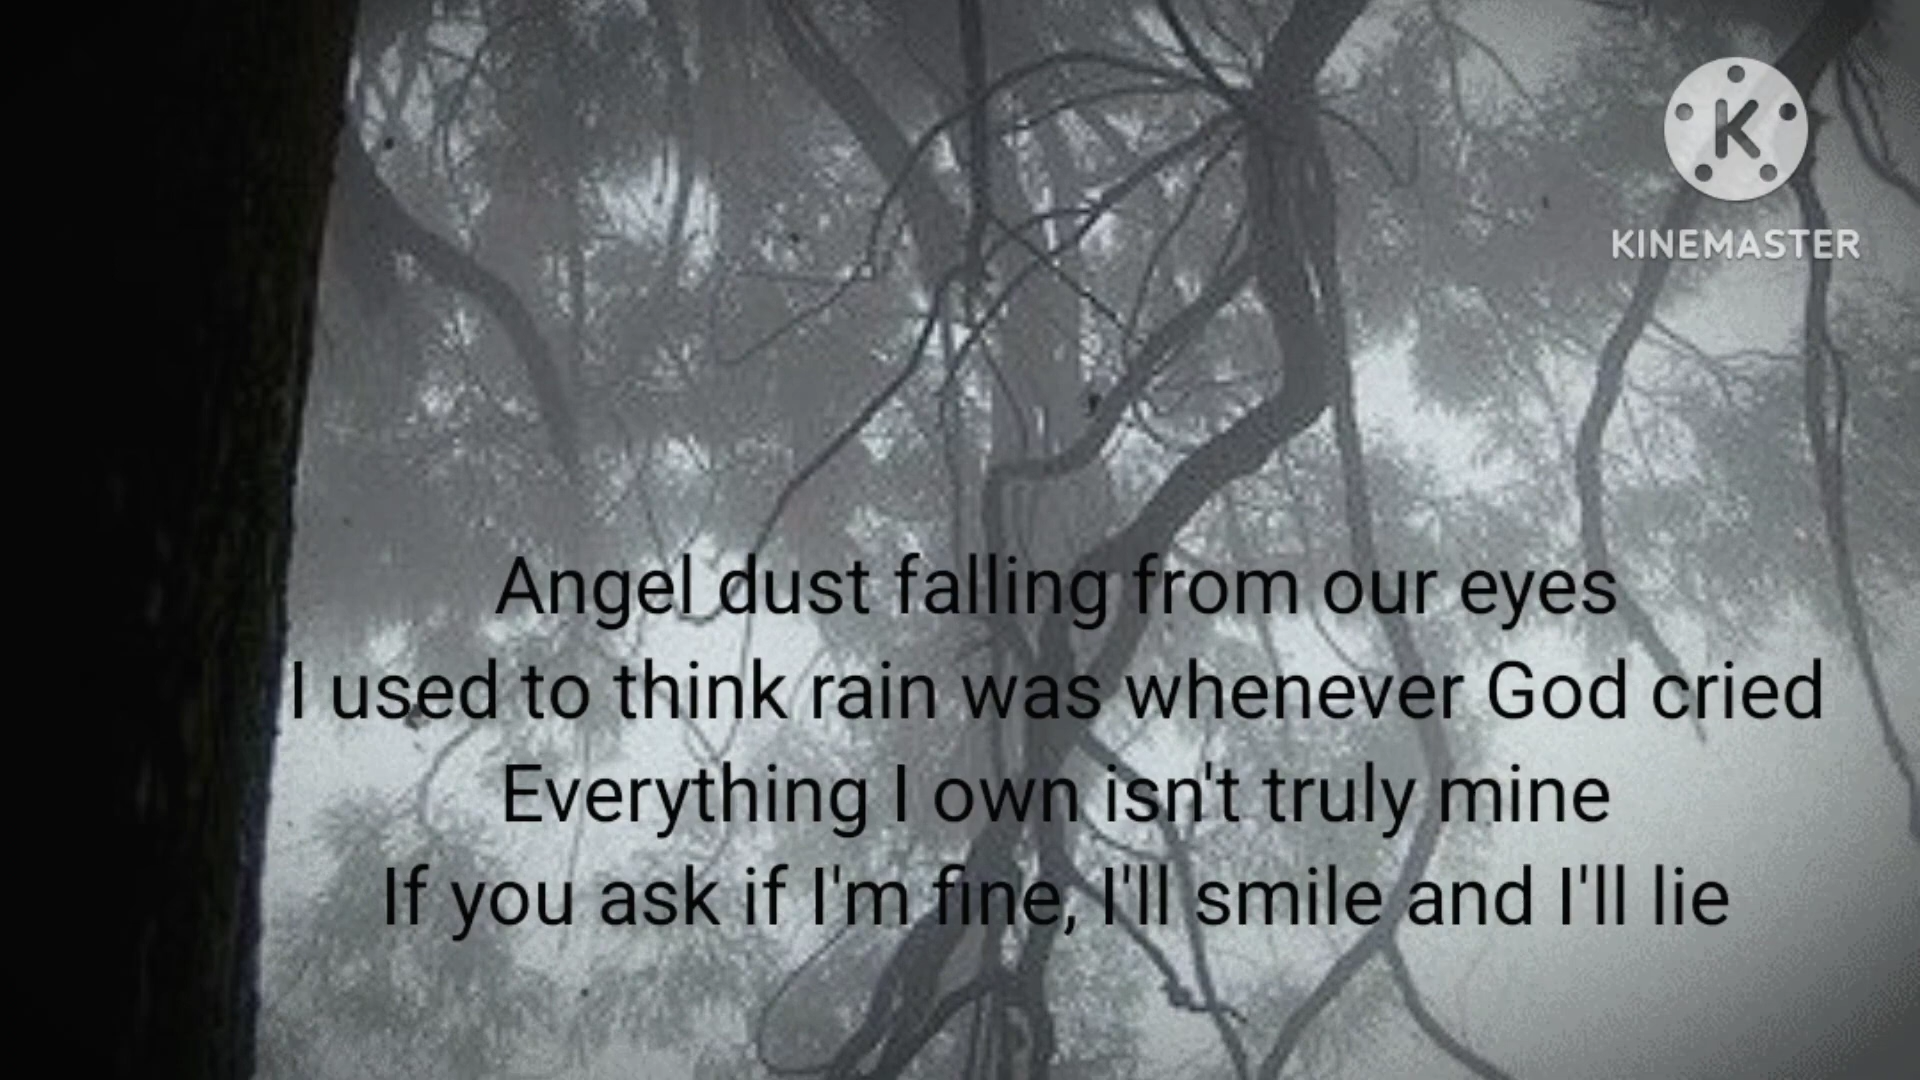 K
KINEMASTER
Angel dust falling from our eyes
I used to think rain was whenever God cried
Everything I own isn't truly mine
If you ask if I'm fine, I'll smile and I'll lie